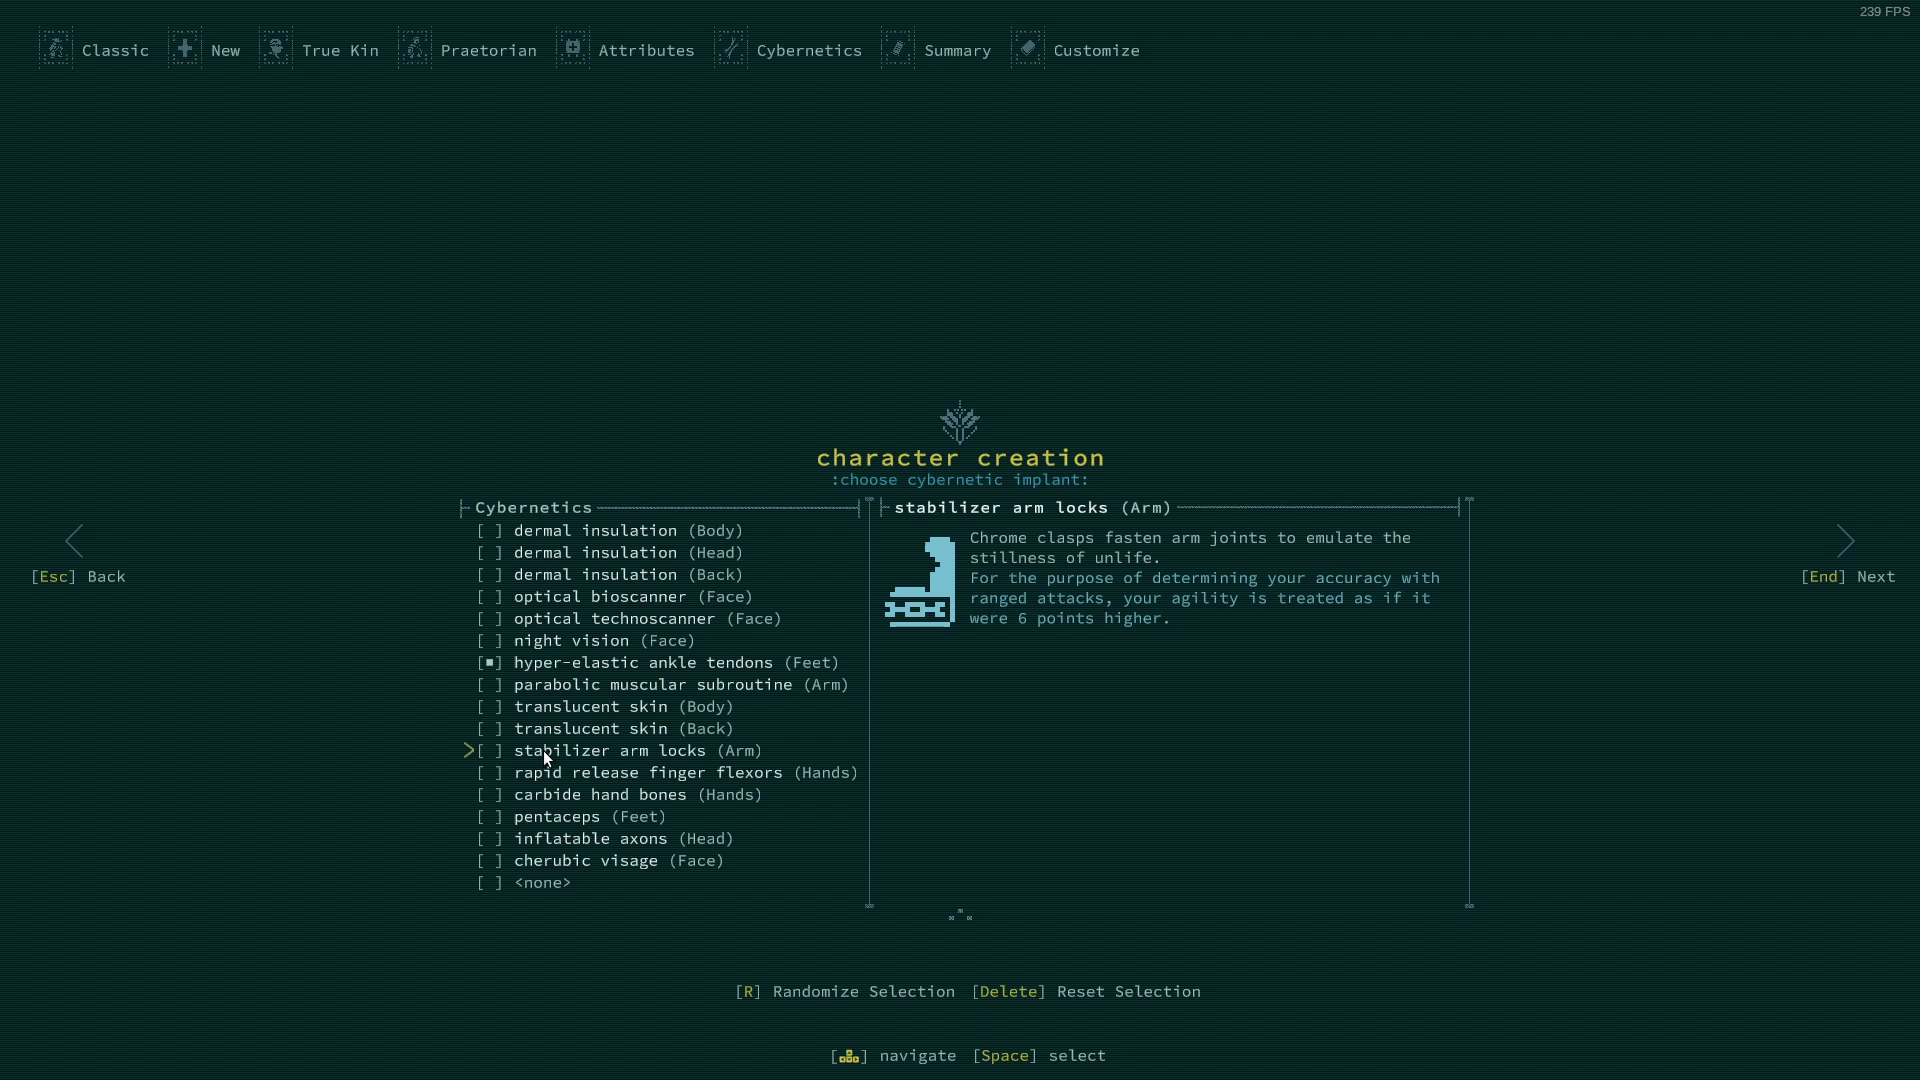 239 FPS
Classic New True Kin Praetorian Attributes Cybernetics Summary Customize
character creation
:choose cybernetic implant:
Cybernetics
[ ] dermal insulation (Body)
[ ] dermal insulation (Head)
[ ] dermal insulation (Back)
[ ] optical bioscanner (Face)
[ ] optical technoscanner (Face)
[ ] night vision (Face)
[■] hyper-elastic ankle tendons (Feet)
[ ] parabolic muscular subroutine (Arm)
[ ] translucent skin (Body)
[ ] translucent skin (Back)
>[ ] stabilizer arm locks (Arm)
[ ] rapid release finger flexors (Hands)
[ ] carbide hand bones (Hands)
[ ] pentaceps (Feet)
[ ] inflatable axons (Head)
[ ] cherubic visage (Face)
[ ] <none>
stabilizer arm locks (Arm)
Chrome clasps fasten arm joints to emulate the
stillness of unlife.
For the purpose of determining your accuracy with
ranged attacks, your agility is treated as if it
were 6 points higher.
[Esc] Back
[End] Next
[R] Randomize Selection [Delete] Reset Selection
navigate [Space] select